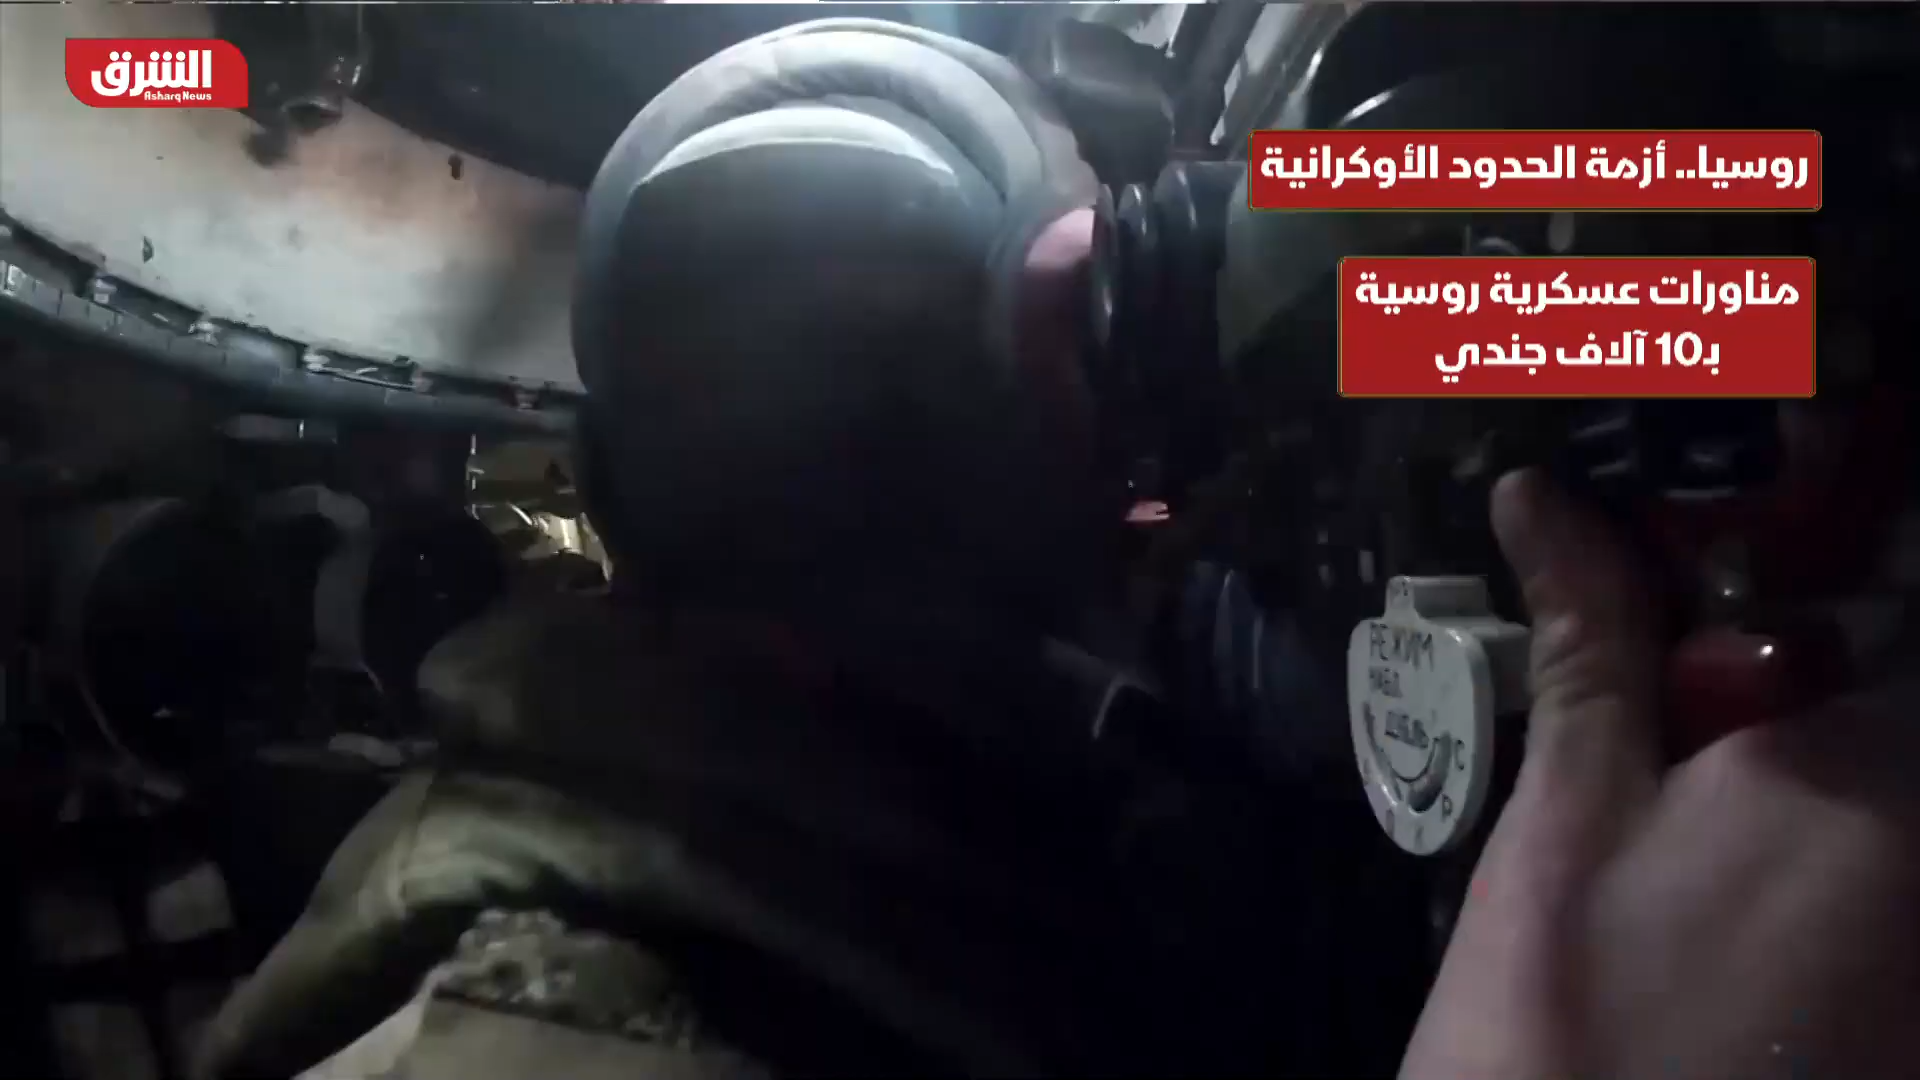 الشرق
Asharq News
روسيا.. أزمة الحدود الأوكرانية
مناورات عسكرية روسية
بـ10 آلاف جندي
РЕЖИМ